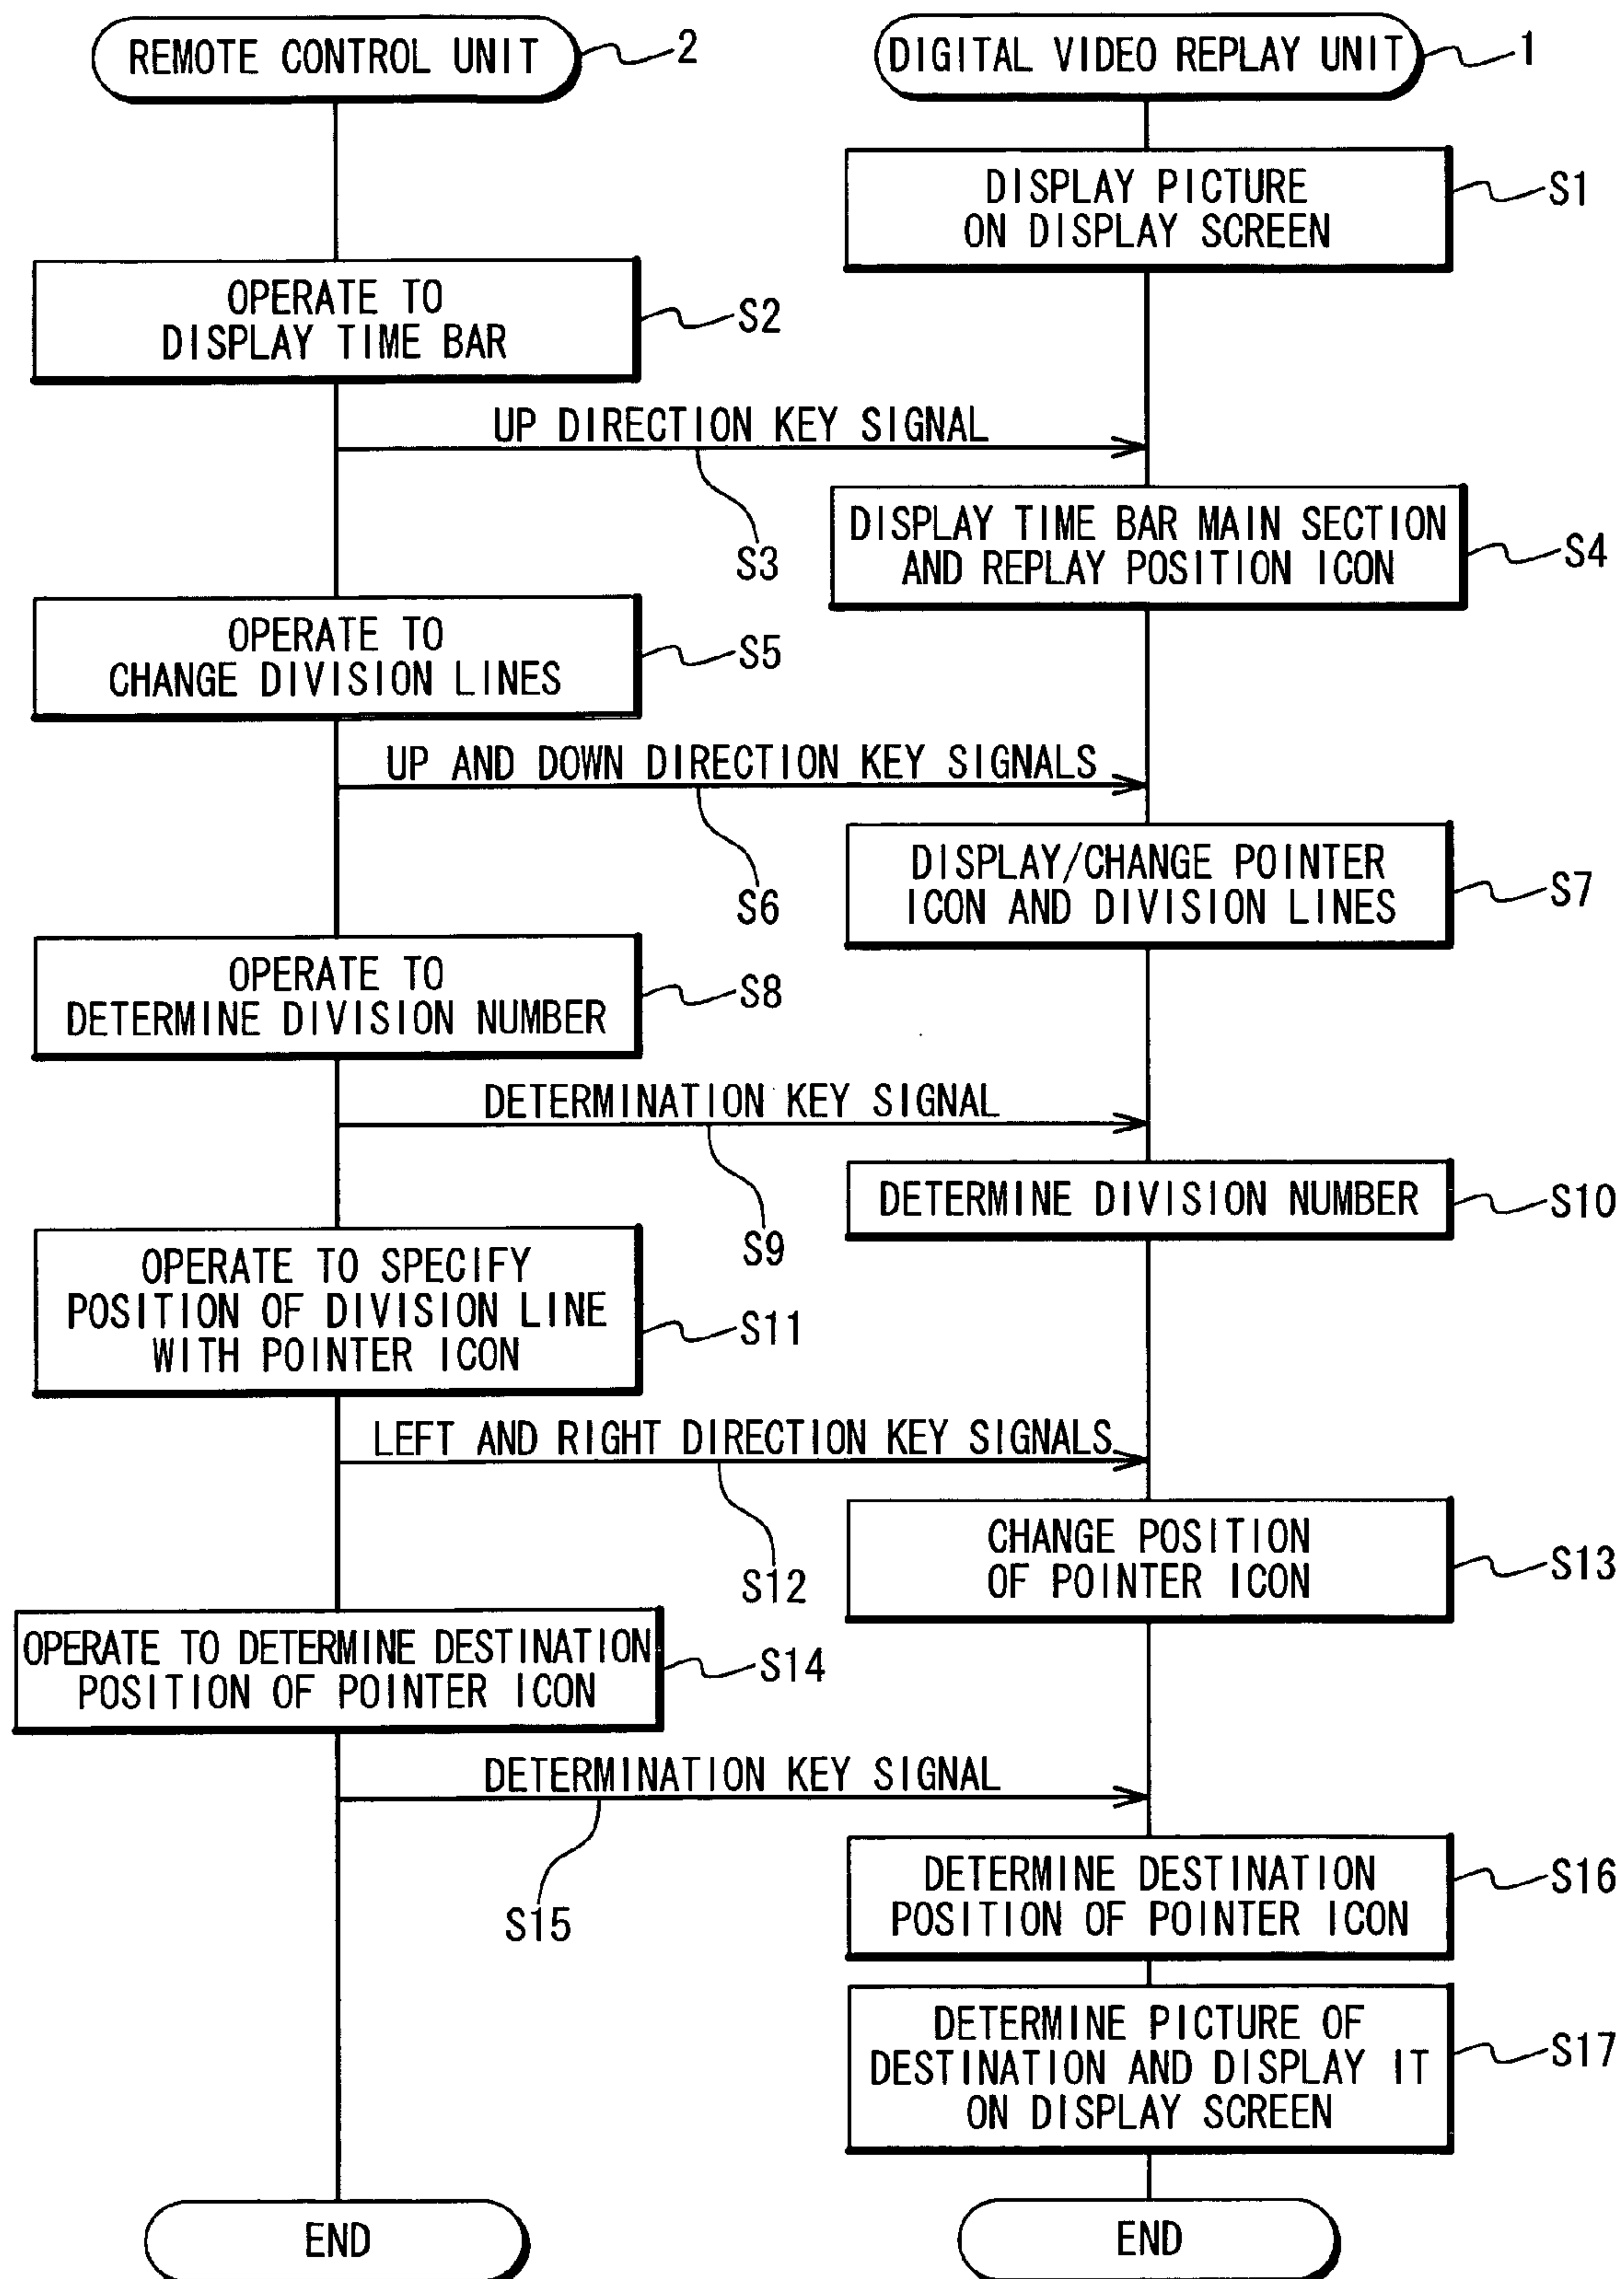 REMOTE CONTROL UNIT
2
DIGITAL VIDEO REPLAY UNIT
1
DISPLAY PICTURE
ON DISPLAY SCREEN
S1
OPERATE TO
DISPLAY TIME BAR
S2
UP DIRECTION KEY SIGNAL
S3
DISPLAY TIME BAR MAIN SECTION
AND REPLAY POSITION ICON
S4
OPERATE TO
CHANGE DIVISION LINES
S5
UP AND DOWN DIRECTION KEY SIGNALS
S6
DISPLAY/CHANGE POINTER
ICON AND DIVISION LINES
S7
OPERATE TO
DETERMINE DIVISION NUMBER
S8
DETERMINATION KEY SIGNAL
S9
DETERMINE DIVISION NUMBER
S10
OPERATE TO SPECIFY
POSITION OF DIVISION LINE
WITH POINTER ICON
S11
LEFT AND RIGHT DIRECTION KEY SIGNALS
S12
CHANGE POSITION
OF POINTER ICON
S13
OPERATE TO DETERMINE DESTINATION
POSITION OF POINTER ICON
S14
DETERMINATION KEY SIGNAL
S15
DETERMINE DESTINATION
POSITION OF POINTER ICON
S16
DETERMINE PICTURE OF
DESTINATION AND DISPLAY IT
ON DISPLAY SCREEN
S17
END
END